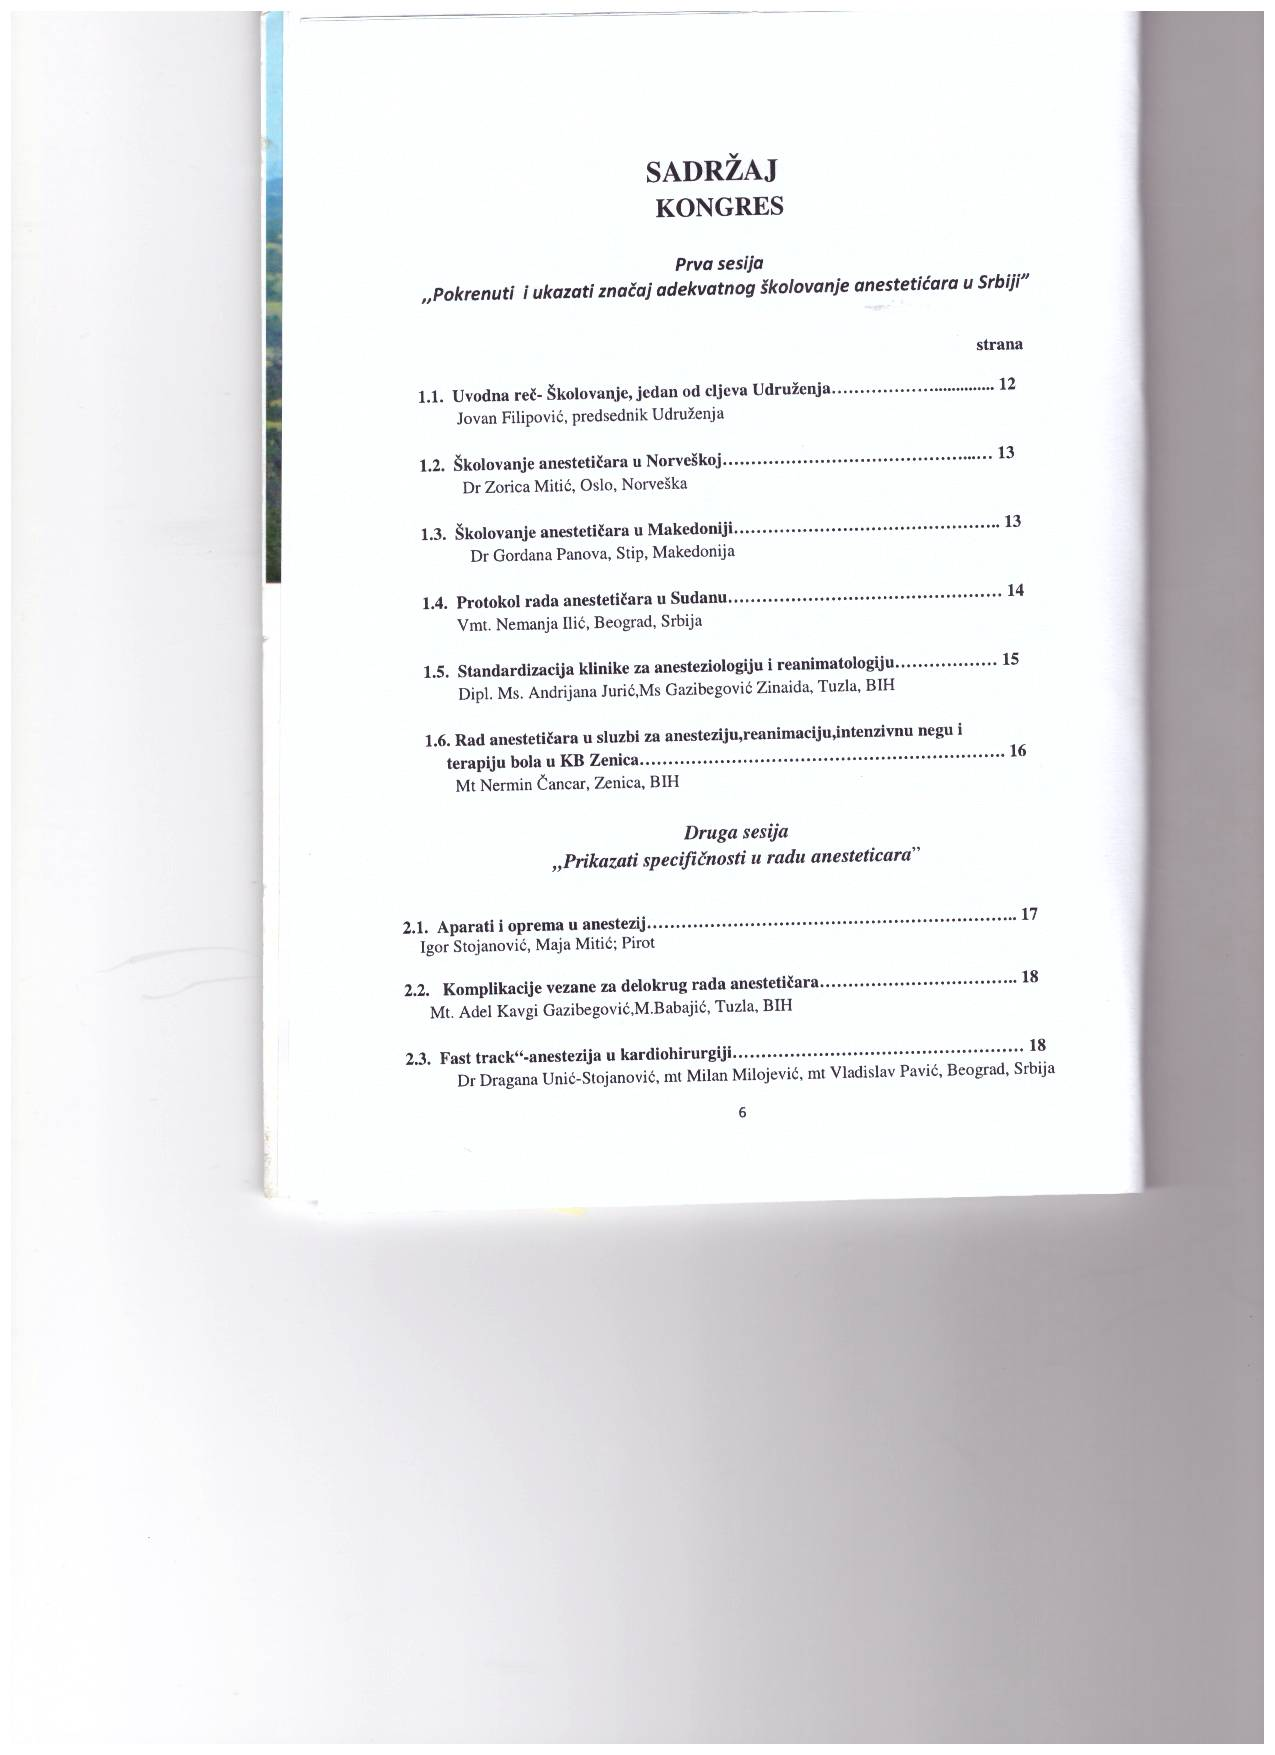 SADRŽAJ
KONGRES
Prva sesija
„Pokrenuti i ukazati značaj adekvatnog školovanje anestetićara u Srbiji”
strana
1.1. Uvodna reč- Školovanje, jedan od cljeva Udruženja................................ 12
Jovan Filipović, predsednik Udruženja
1.2. Školovanje anestetičara u Norveškoj................................................ 13
Dr Zorica Mitić, Oslo, Norveška
1.3. Školovanje anestetičara u Makedoniji............................................... 13
Dr Gordana Panova, Stip, Makedonija
1.4. Protokol rada anestetičara u Sudanu................................................ 14
Vmt. Nemanja Ilić, Beograd, Srbija
1.5. Standardizacija klinike za anesteziologiju i reanimatologiju.................. 15
Dipl. Ms. Andrijana Jurić,Ms Gazibegović Zinaida, Tuzla, BIH
1.6. Rad anestetičara u sluzbi za anesteziju,reanimaciju,intenzivnu negu i
terapiju bola u KB Zenica................................................................ 16
Mt Nermin Čancar, Zenica, BIH
Druga sesija
„Prikazati specifičnosti u radu anesteticara”
2.1. Aparati i oprema u anestezij................................................................. 17
Igor Stojanović, Maja Mitić; Pirot
2.2. Komplikacije vezane za delokrug rada anestetičara................................... 18
Mt. Adel Kavgi Gazibegović,M.Babajić, Tuzla, BIH
2.3. Fast track“-anestezija u kardiohirurgiji................................................... 18
Dr Dragana Unić-Stojanović, mt Milan Milojević, mt Vladislav Pavić, Beograd, Srbija
6